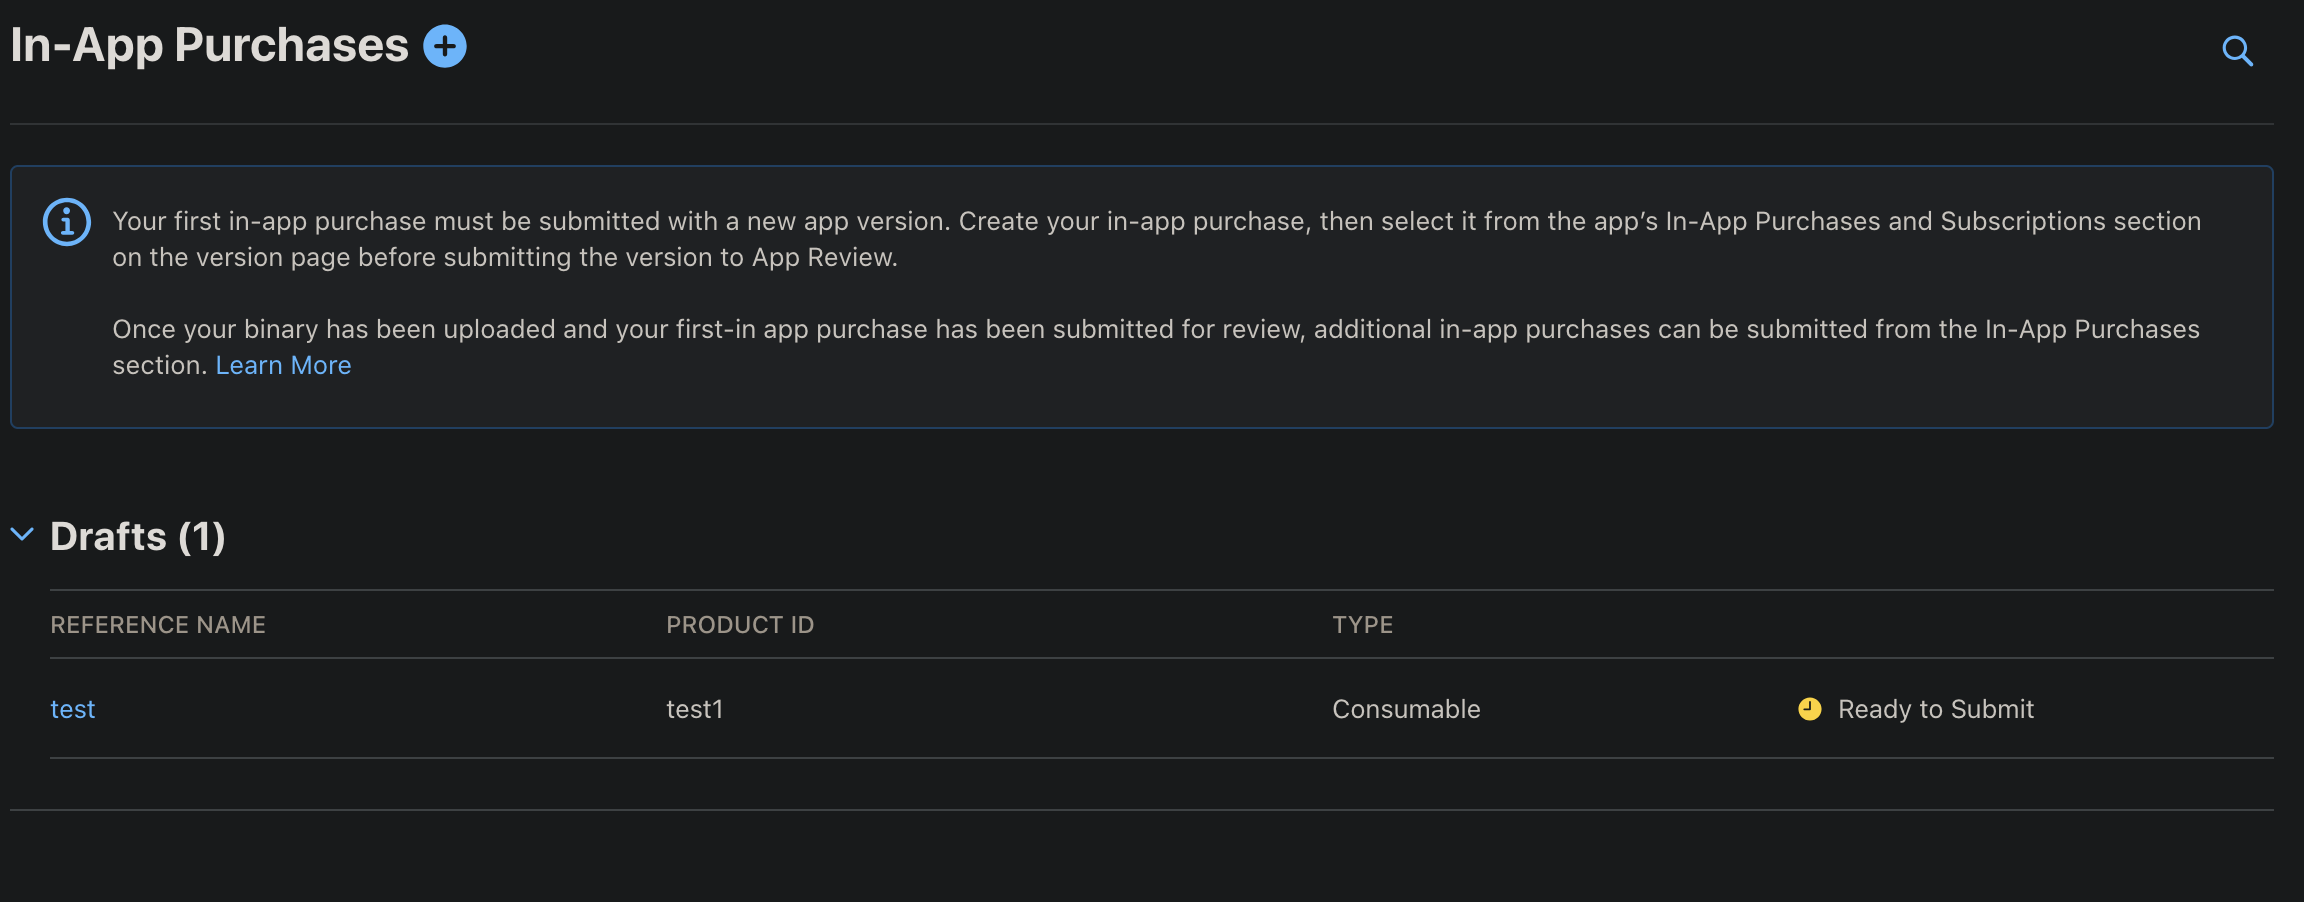 In-App Purchases
Your first in-app purchase must be submitted with a new app version. Create your in-app purchase, then select it from the app’s In-App Purchases and Subscriptions section
on the version page before submitting the version to App Review.
Once your binary has been uploaded and your first-in app purchase has been submitted for review, additional in-app purchases can be submitted from the In-App Purchases
section. Learn More
Drafts (1)
REFERENCE NAME PRODUCT ID TYPE
test test1 Consumable Ready to Submit